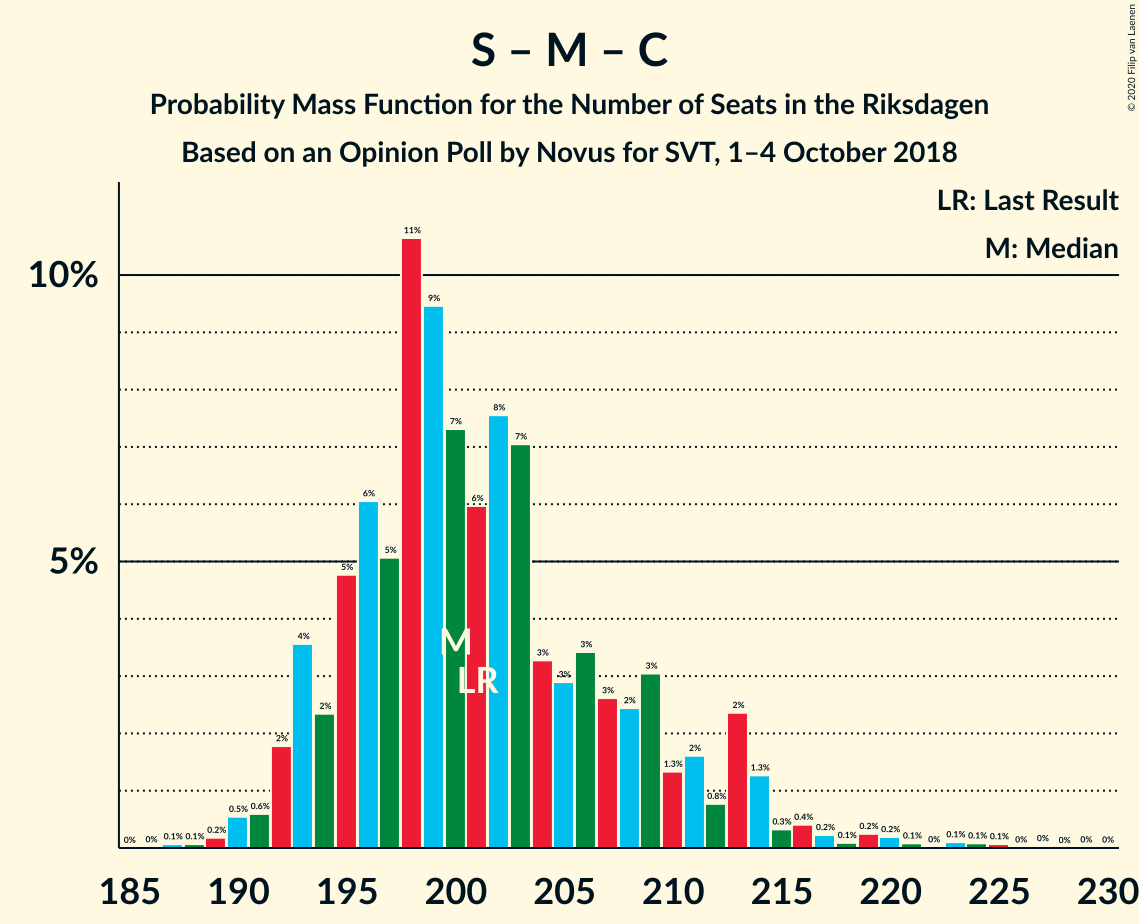 © 2020 Filip van Laenen
S – M – C
Probability Mass Function for the Number of Seats in the Riksdagen
Based on an Opinion Poll by Novus for SVT, 1–4 October 2018
LR: Last Result
M: Median
10%
5%
0% 0% 0.1% 0.1% 0.2% 0.5% 0.6% 2% 4% 2% 5% 6% 5% 11% 9% 7% 6% 8% 7% 3% 3% 3% 3% 2% 3% 1.3% 2% 0.8% 2% 1.3% 0.3% 0.4% 0.2% 0.1% 0.2% 0.2% 0.1% 0% 0.1% 0.1% 0.1% 0% 0% 0% 0% 0%
M
LR
185 190 195 200 205 210 215 220 225 230